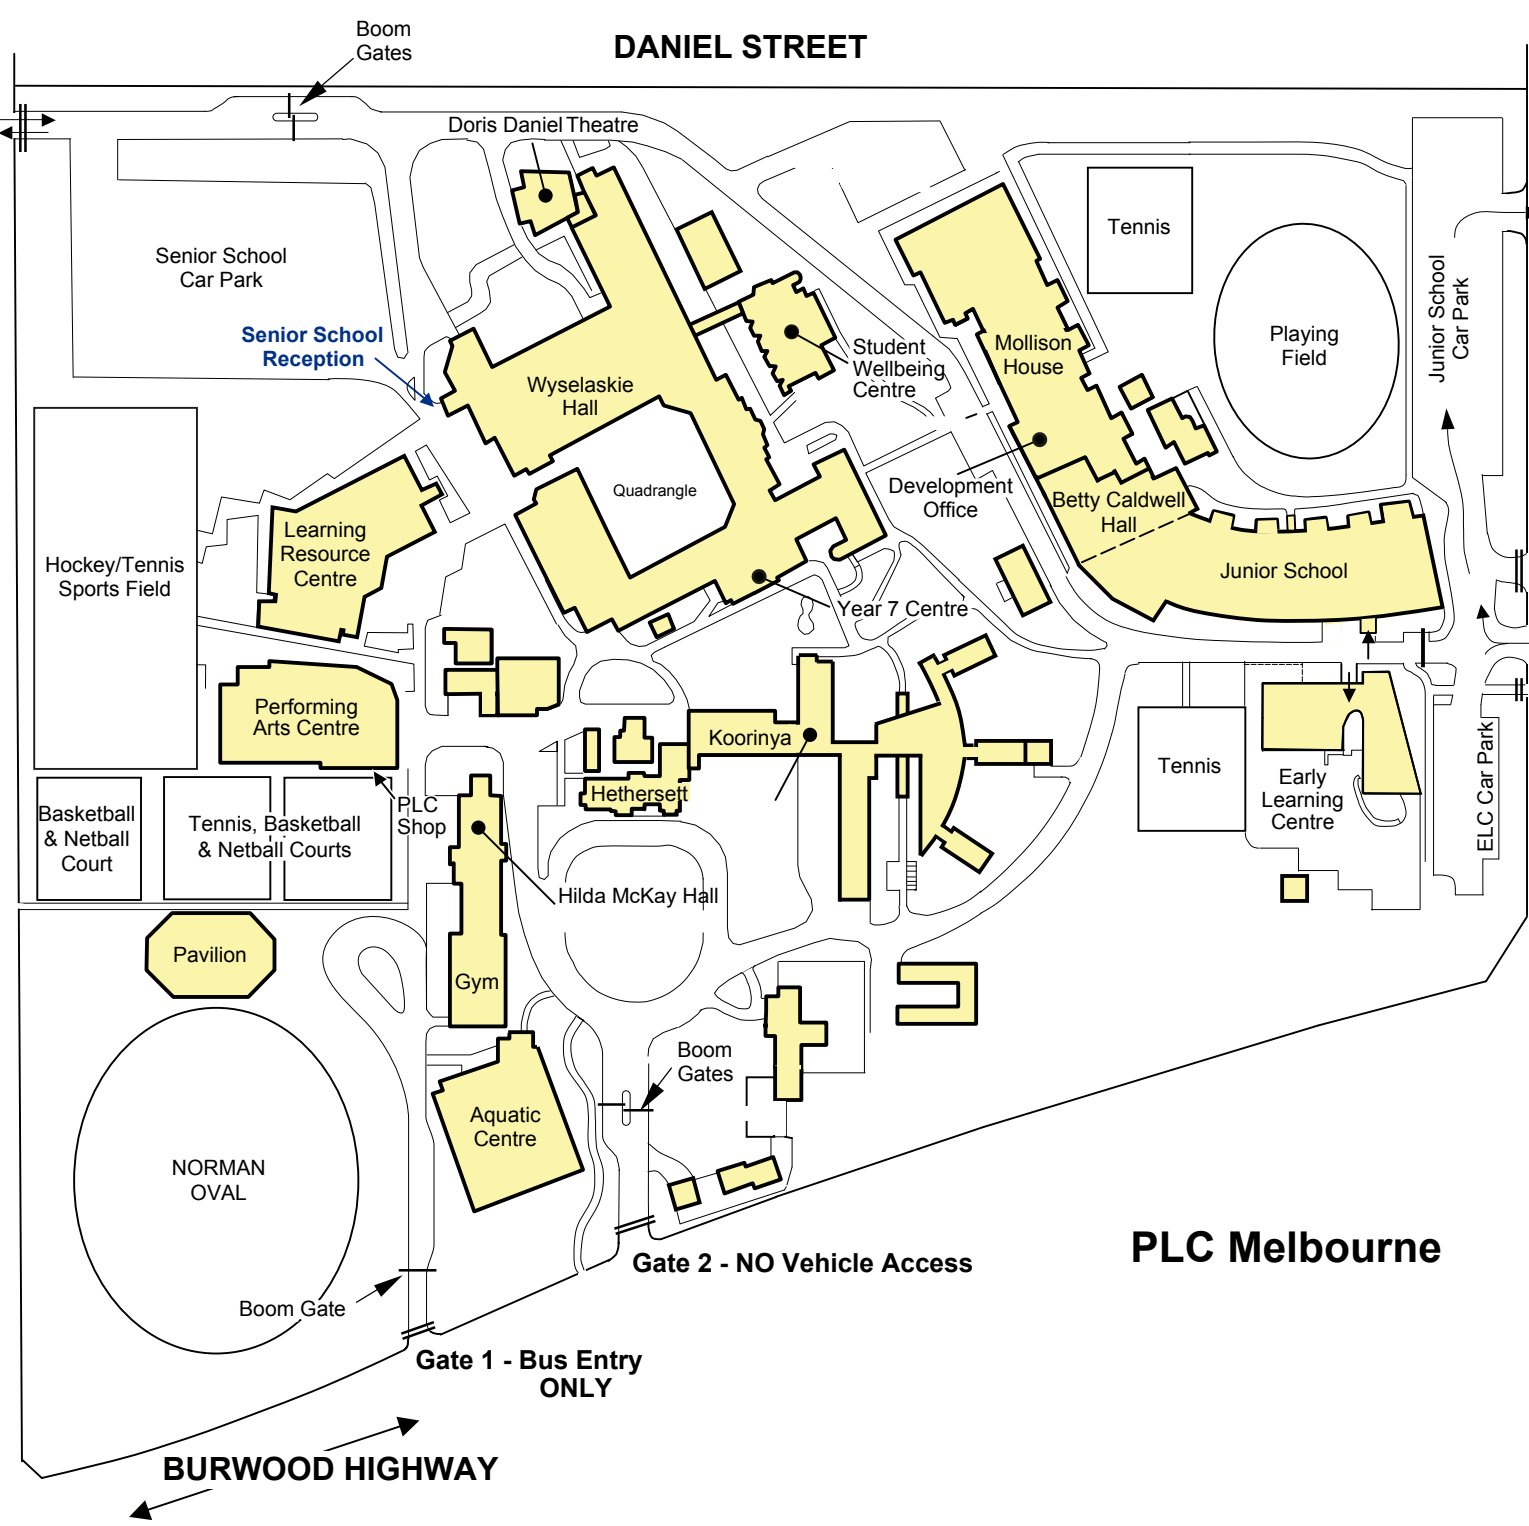 Boom
Gates
DANIEL STREET
Doris Daniel Theatre
Senior School
Car Park
Tennis
Senior School
Reception
Student
Wellbeing
Centre
Mollison
House
Playing
Field
Junior School
Car Park
Wyselaskie
Hall
Quadrangle
Development
Office
Betty Caldwell
Hall
Learning
Resource
Centre
Hockey/Tennis
Sports Field
Junior School
Year 7 Centre
Performing
Arts Centre
Koorinya
Hethersett
Tennis
Early
Learning
Centre
ELC Car Park
PLC
Shop
Basketball
& Netball
Court
Tennis, Basketball
& Netball Courts
Hilda McKay Hall
Pavilion
Gym
Boom
Gates
Aquatic
Centre
NORMAN
OVAL
PLC Melbourne
Gate 2 - NO Vehicle Access
Boom Gate
Gate 1 - Bus Entry
ONLY
BURWOOD HIGHWAY